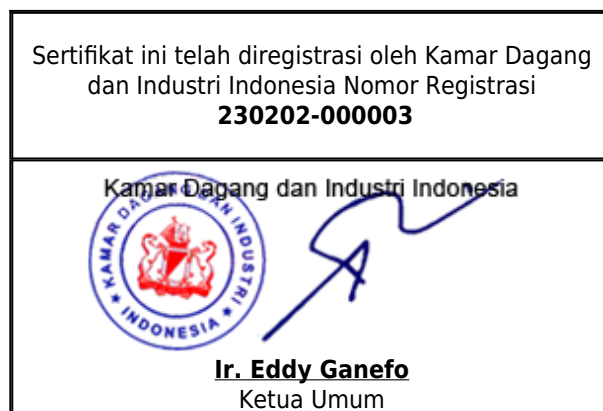 Sertifikat ini telah diregistrasi oleh Kamar Dagang
dan Industri Indonesia Nomor Registrasi
230202-000003
Kamar Dagang dan Industri Indonesia
KAMAR DAGANG DAN INDUSTRI
INDONESIA
Ir. Eddy Ganefo
Ketua Umum